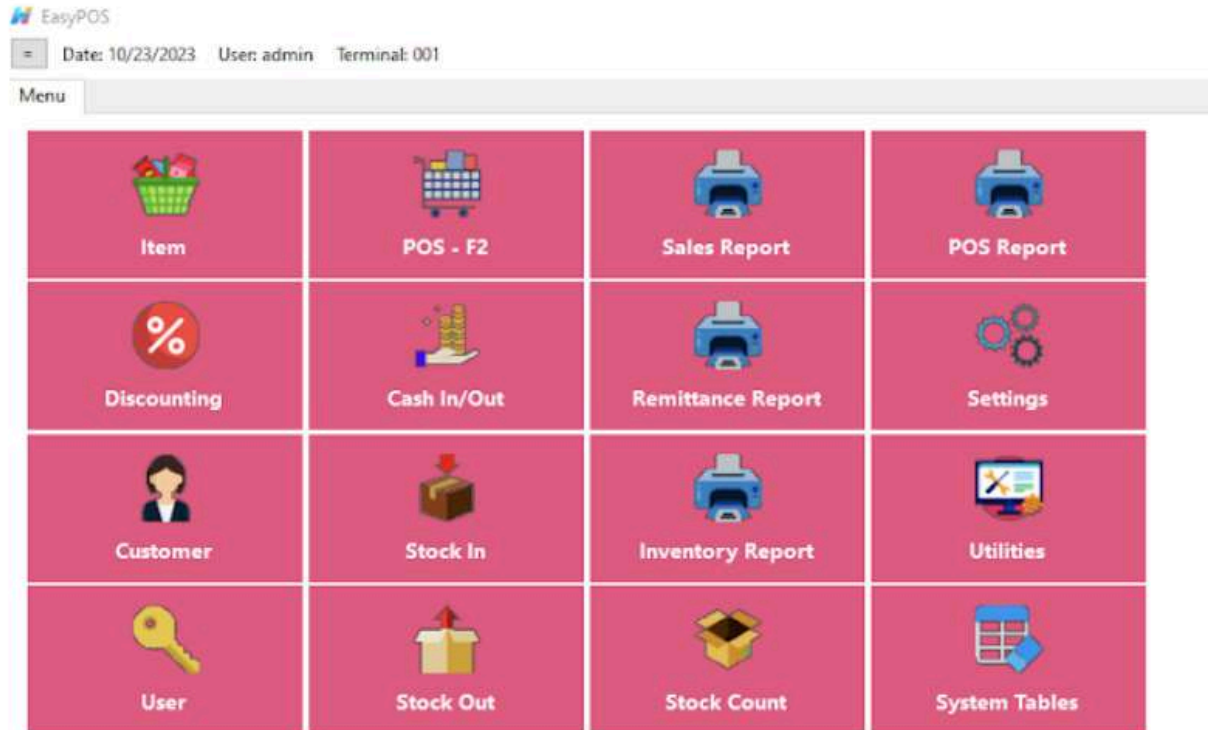 EasyPOS
= Date: 10/23/2023 User: admin Terminal: 001
Menu
Item POS - F2 Sales Report POS Report
Discounting Cash In/Out Remittance Report Settings
Customer Stock In Inventory Report Utilities
User Stock Out Stock Count System Tables